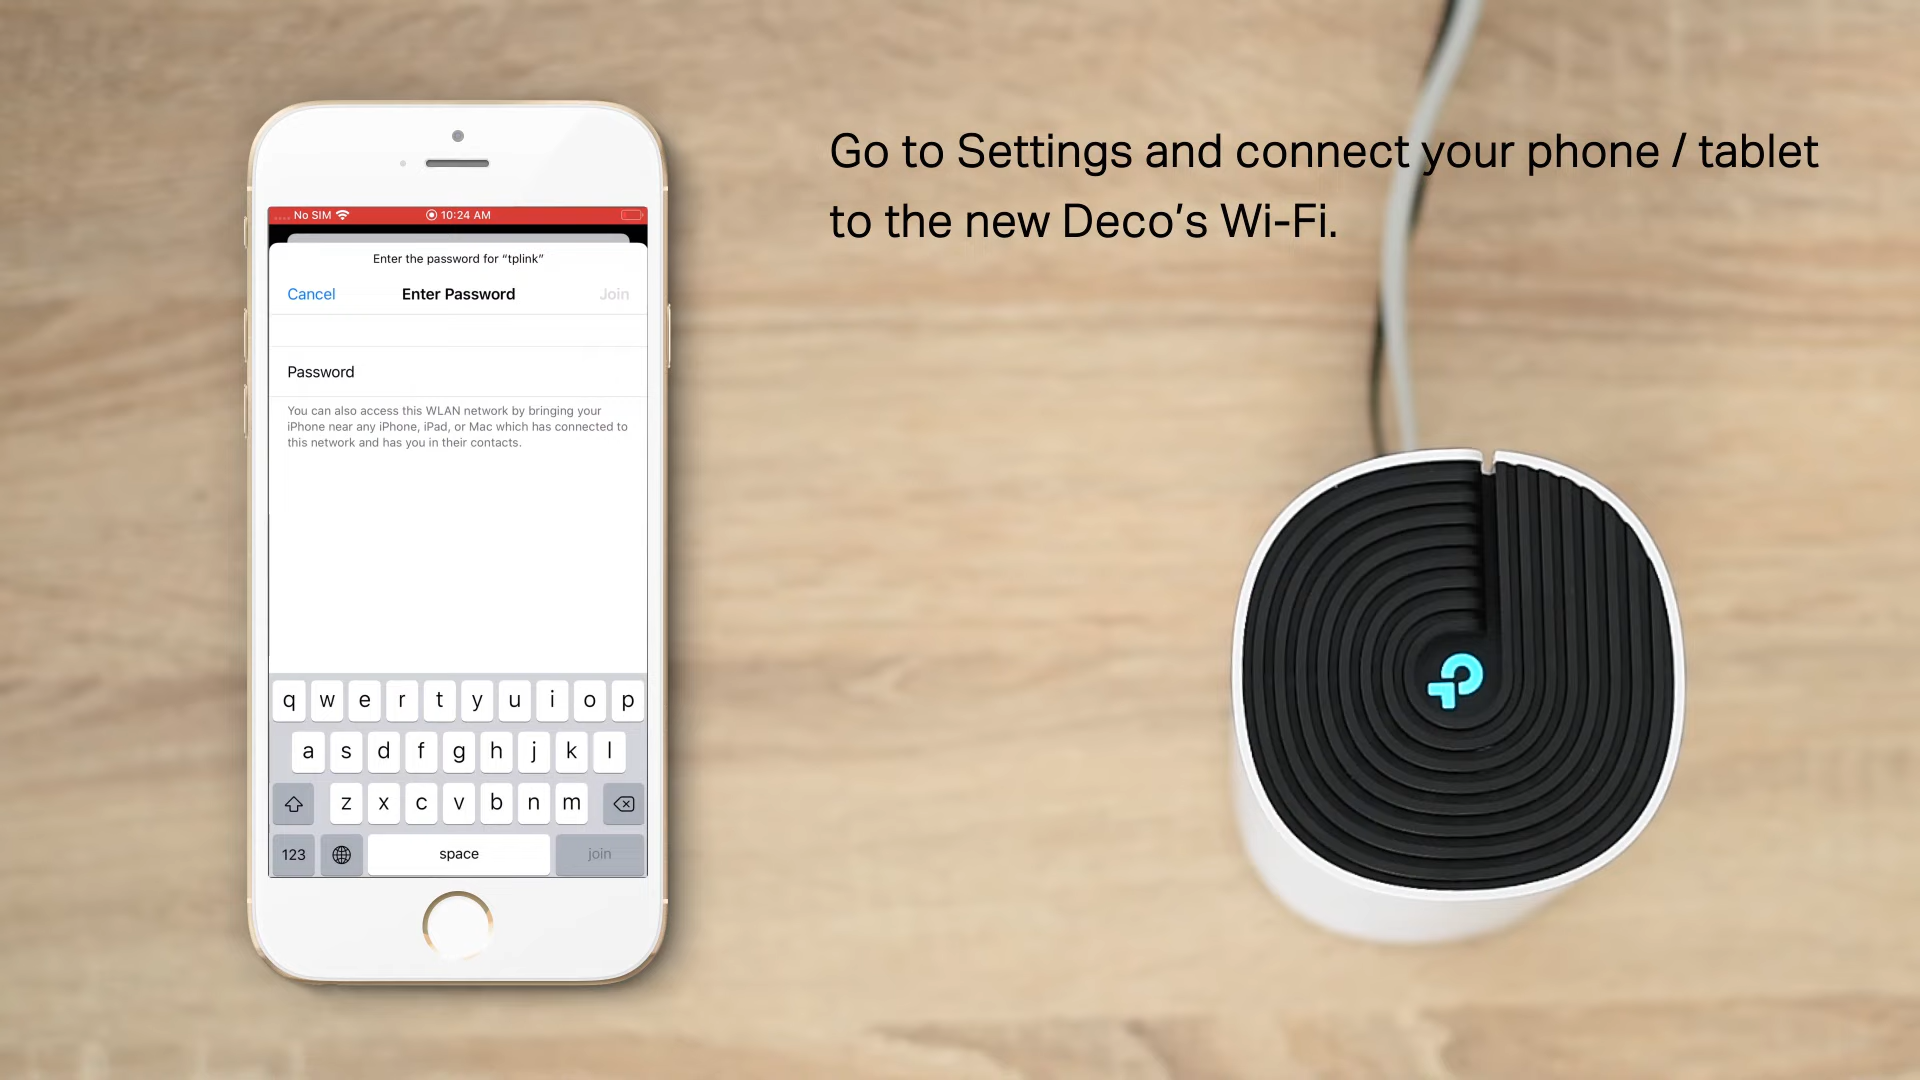 Go to Settings and connect your phone / tablet
to the new Deco’s Wi-Fi.
No SIM 10:24 AM
Enter the password for “tplink”
Cancel Enter Password Join
Password
You can also access this WLAN network by bringing your
iPhone near any iPhone, iPad, or Mac which has connected to
this network and has you in their contacts.
q w e r t y u i o p
a s d f g h j k l
z x c v b n m
123 space join